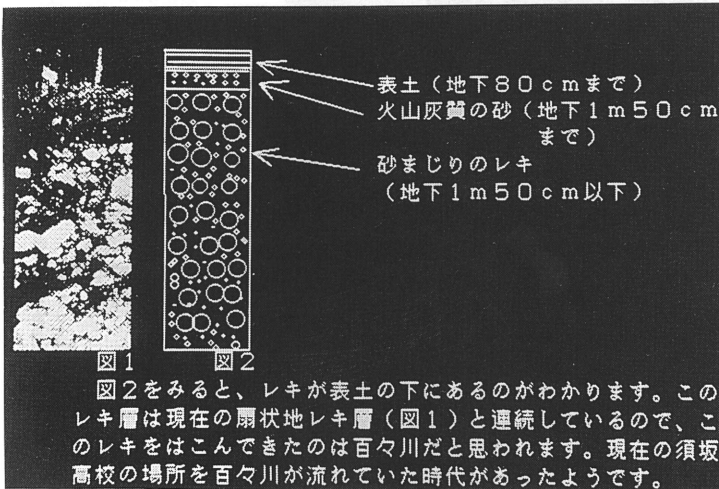 表土（地下８０ｃｍまで）
火山灰質の砂（地下１ｍ５０ｃｍ
まで）
砂まじりのレキ
（地下１ｍ５０ｃｍ以下）
図１ 図２
図２をみると、レキが表土の下にあるのがわかります。この
レキ層は現在の扇状地レキ層（図１）と連続しているので、こ
のレキをはこんできたのは百々川だと思われます。現在の須坂
高校の場所を百々川が流れていた時代があったようです。